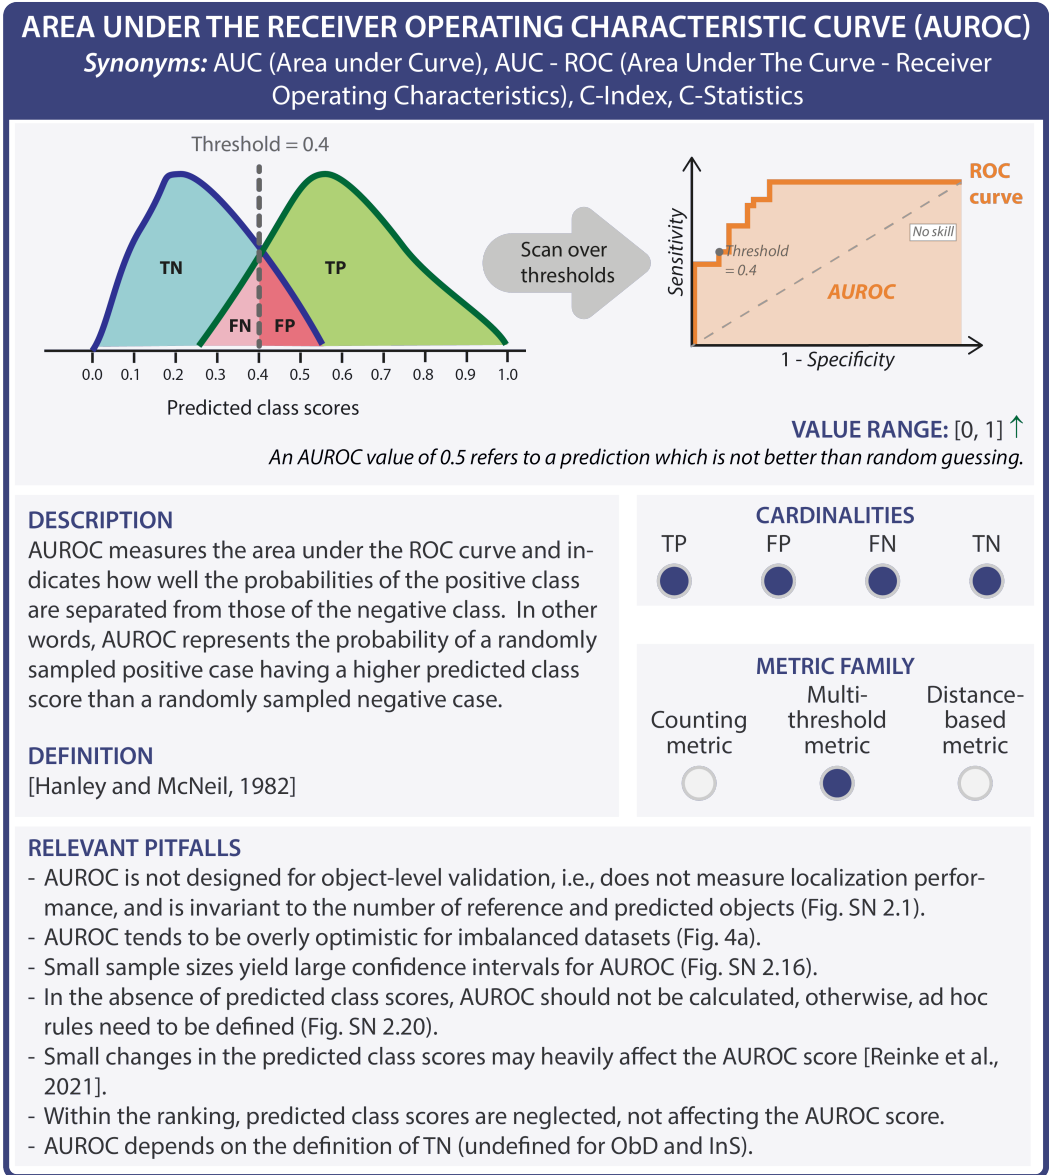 AREA UNDER THE RECEIVER OPERATING CHARACTERISTIC CURVE (AUROC)
Synonyms: AUC (Area under Curve), AUC - ROC (Area Under The Curve - Receiver
Operating Characteristics), C-Index, C-Statistics
Threshold = 0.4
TN
TP
FN
FP
0.0 0.1 0.2 0.3 0.4 0.5 0.6 0.7 0.8 0.9 1.0
Predicted class scores
Scan over
thresholds
Sensitivity
ROC
curve
No skill
Threshold
= 0.4
AUROC
1 - Specificity
VALUE RANGE: [0, 1] ↑
An AUROC value of 0.5 refers to a prediction which is not better than random guessing.
DESCRIPTION
AUROC measures the area under the ROC curve and in-
dicates how well the probabilities of the positive class
are separated from those of the negative class. In other
words, AUROC represents the probability of a randomly
sampled positive case having a higher predicted class
score than a randomly sampled negative case.
DEFINITION
[Hanley and McNeil, 1982]
CARDINALITIES
TP FP FN TN
METRIC FAMILY
Counting
metric
Multi-
threshold
metric
Distance-
based
metric
RELEVANT PITFALLS
- AUROC is not designed for object-level validation, i.e., does not measure localization perfor-
mance, and is invariant to the number of reference and predicted objects (Fig. SN 2.1).
- AUROC tends to be overly optimistic for imbalanced datasets (Fig. 4a).
- Small sample sizes yield large confidence intervals for AUROC (Fig. SN 2.16).
- In the absence of predicted class scores, AUROC should not be calculated, otherwise, ad hoc
rules need to be defined (Fig. SN 2.20).
- Small changes in the predicted class scores may heavily affect the AUROC score [Reinke et al.,
2021].
- Within the ranking, predicted class scores are neglected, not affecting the AUROC score.
- AUROC depends on the definition of TN (undefined for ObD and InS).